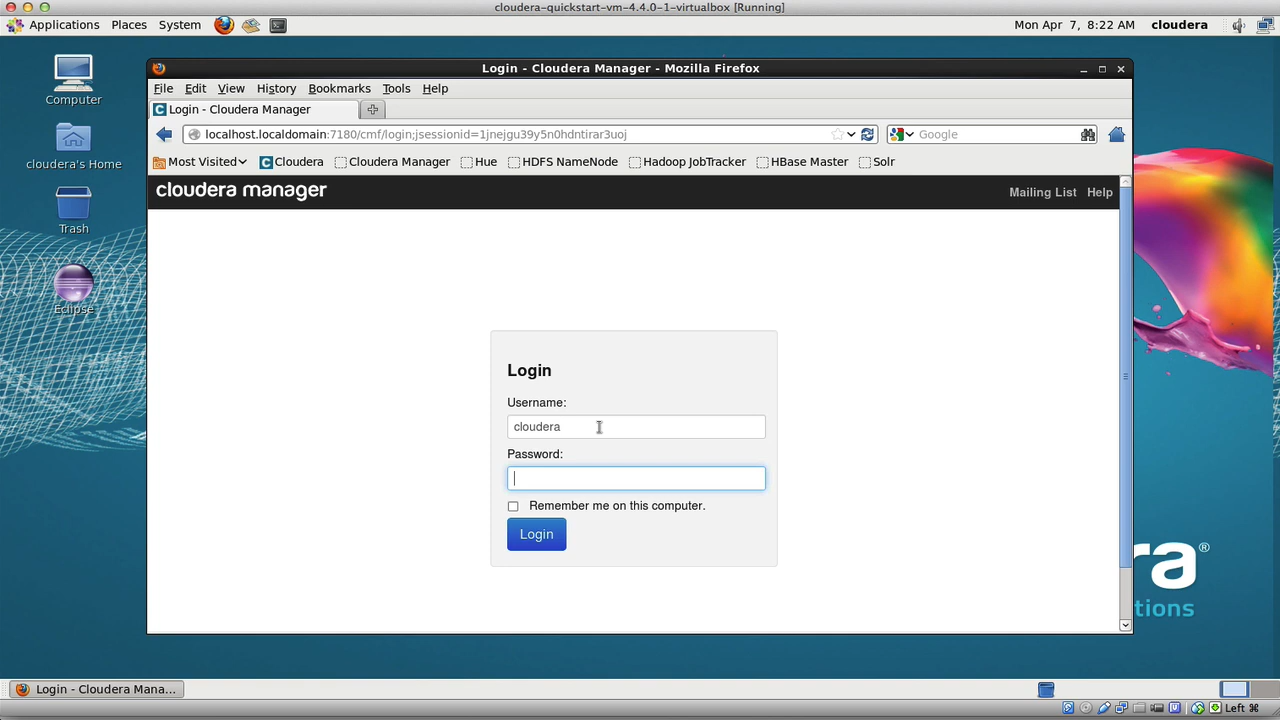 cloudera-quickstart-vm-4.4.0-1-virtualbox [Running]
Applications Places System Mon Apr 7, 8:22 AM cloudera
Computer
cloudera's Home
Trash
Eclipse
Login - Cloudera Manager - Mozilla Firefox
File Edit View History Bookmarks Tools Help
Login - Cloudera Manager
localhost.localdomain:7180/cmf/login;jsessionid=1jnejgu39y5n0hdntirar3uoj Google
Most Visited Cloudera Cloudera Manager Hue HDFS NameNode Hadoop JobTracker HBase Master Solr
cloudera manager Mailing List Help
Login
Username:
cloudera
Password:
Remember me on this computer.
Login
ra®
tions
Login - Cloudera Mana...
Left ⌘